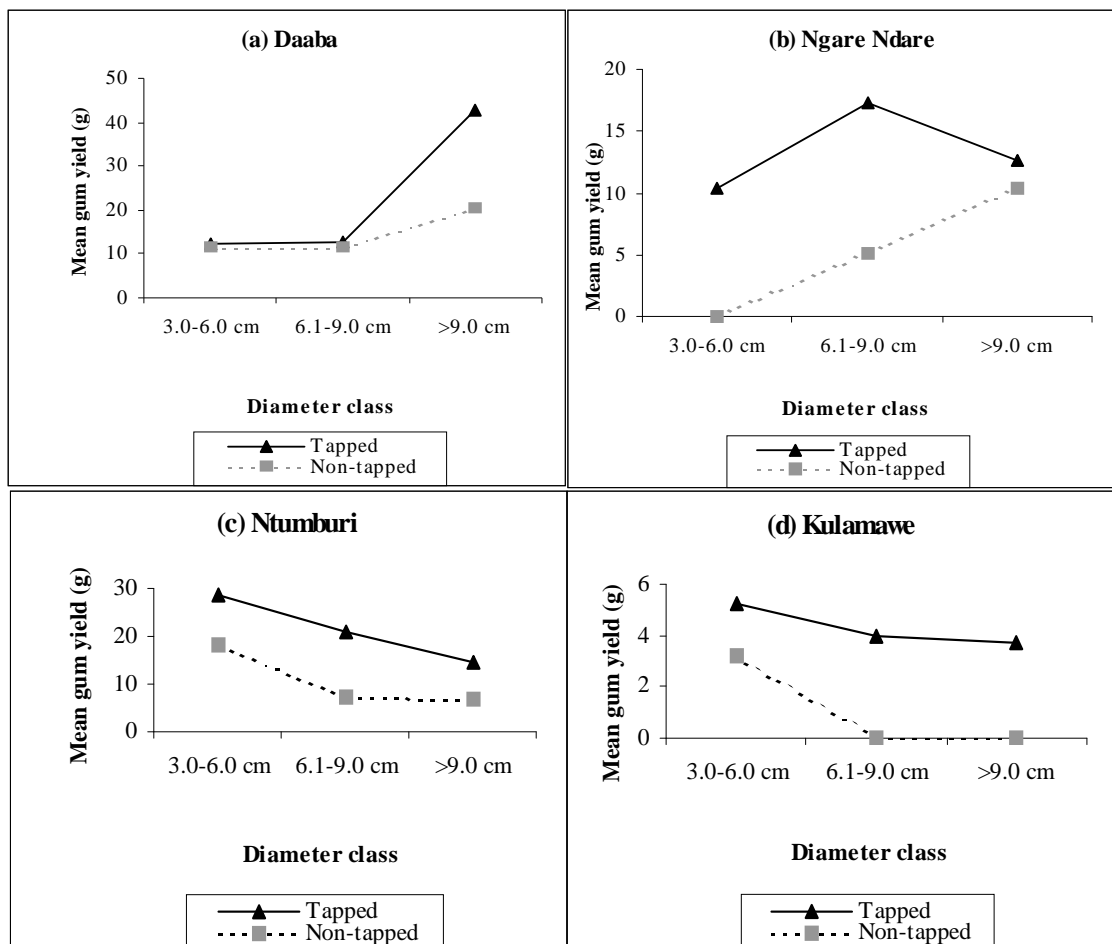 (a) Daaba
Mean gum yield (g)
50
40
30
20
10
0
3.0-6.0 cm 6.1-9.0 cm >9.0 cm
Diameter class
Tapped
Non-tapped
(b) Ngare Ndare
Mean gum yield (g)
20
15
10
5
0
3.0-6.0 cm 6.1-9.0 cm >9.0 cm
Diameter class
Tapped
Non-tapped
(c) Ntumburi
Mean gum yield (g)
30
20
10
0
3.0-6.0 cm 6.1-9.0 cm >9.0 cm
Diameter class
Tapped
Non-tapped
(d) Kulamawe
Mean gum yield (g)
6
4
2
0
3.0-6.0 cm 6.1-9.0 cm >9.0 cm
Diameter class
Tapped
Non-tapped